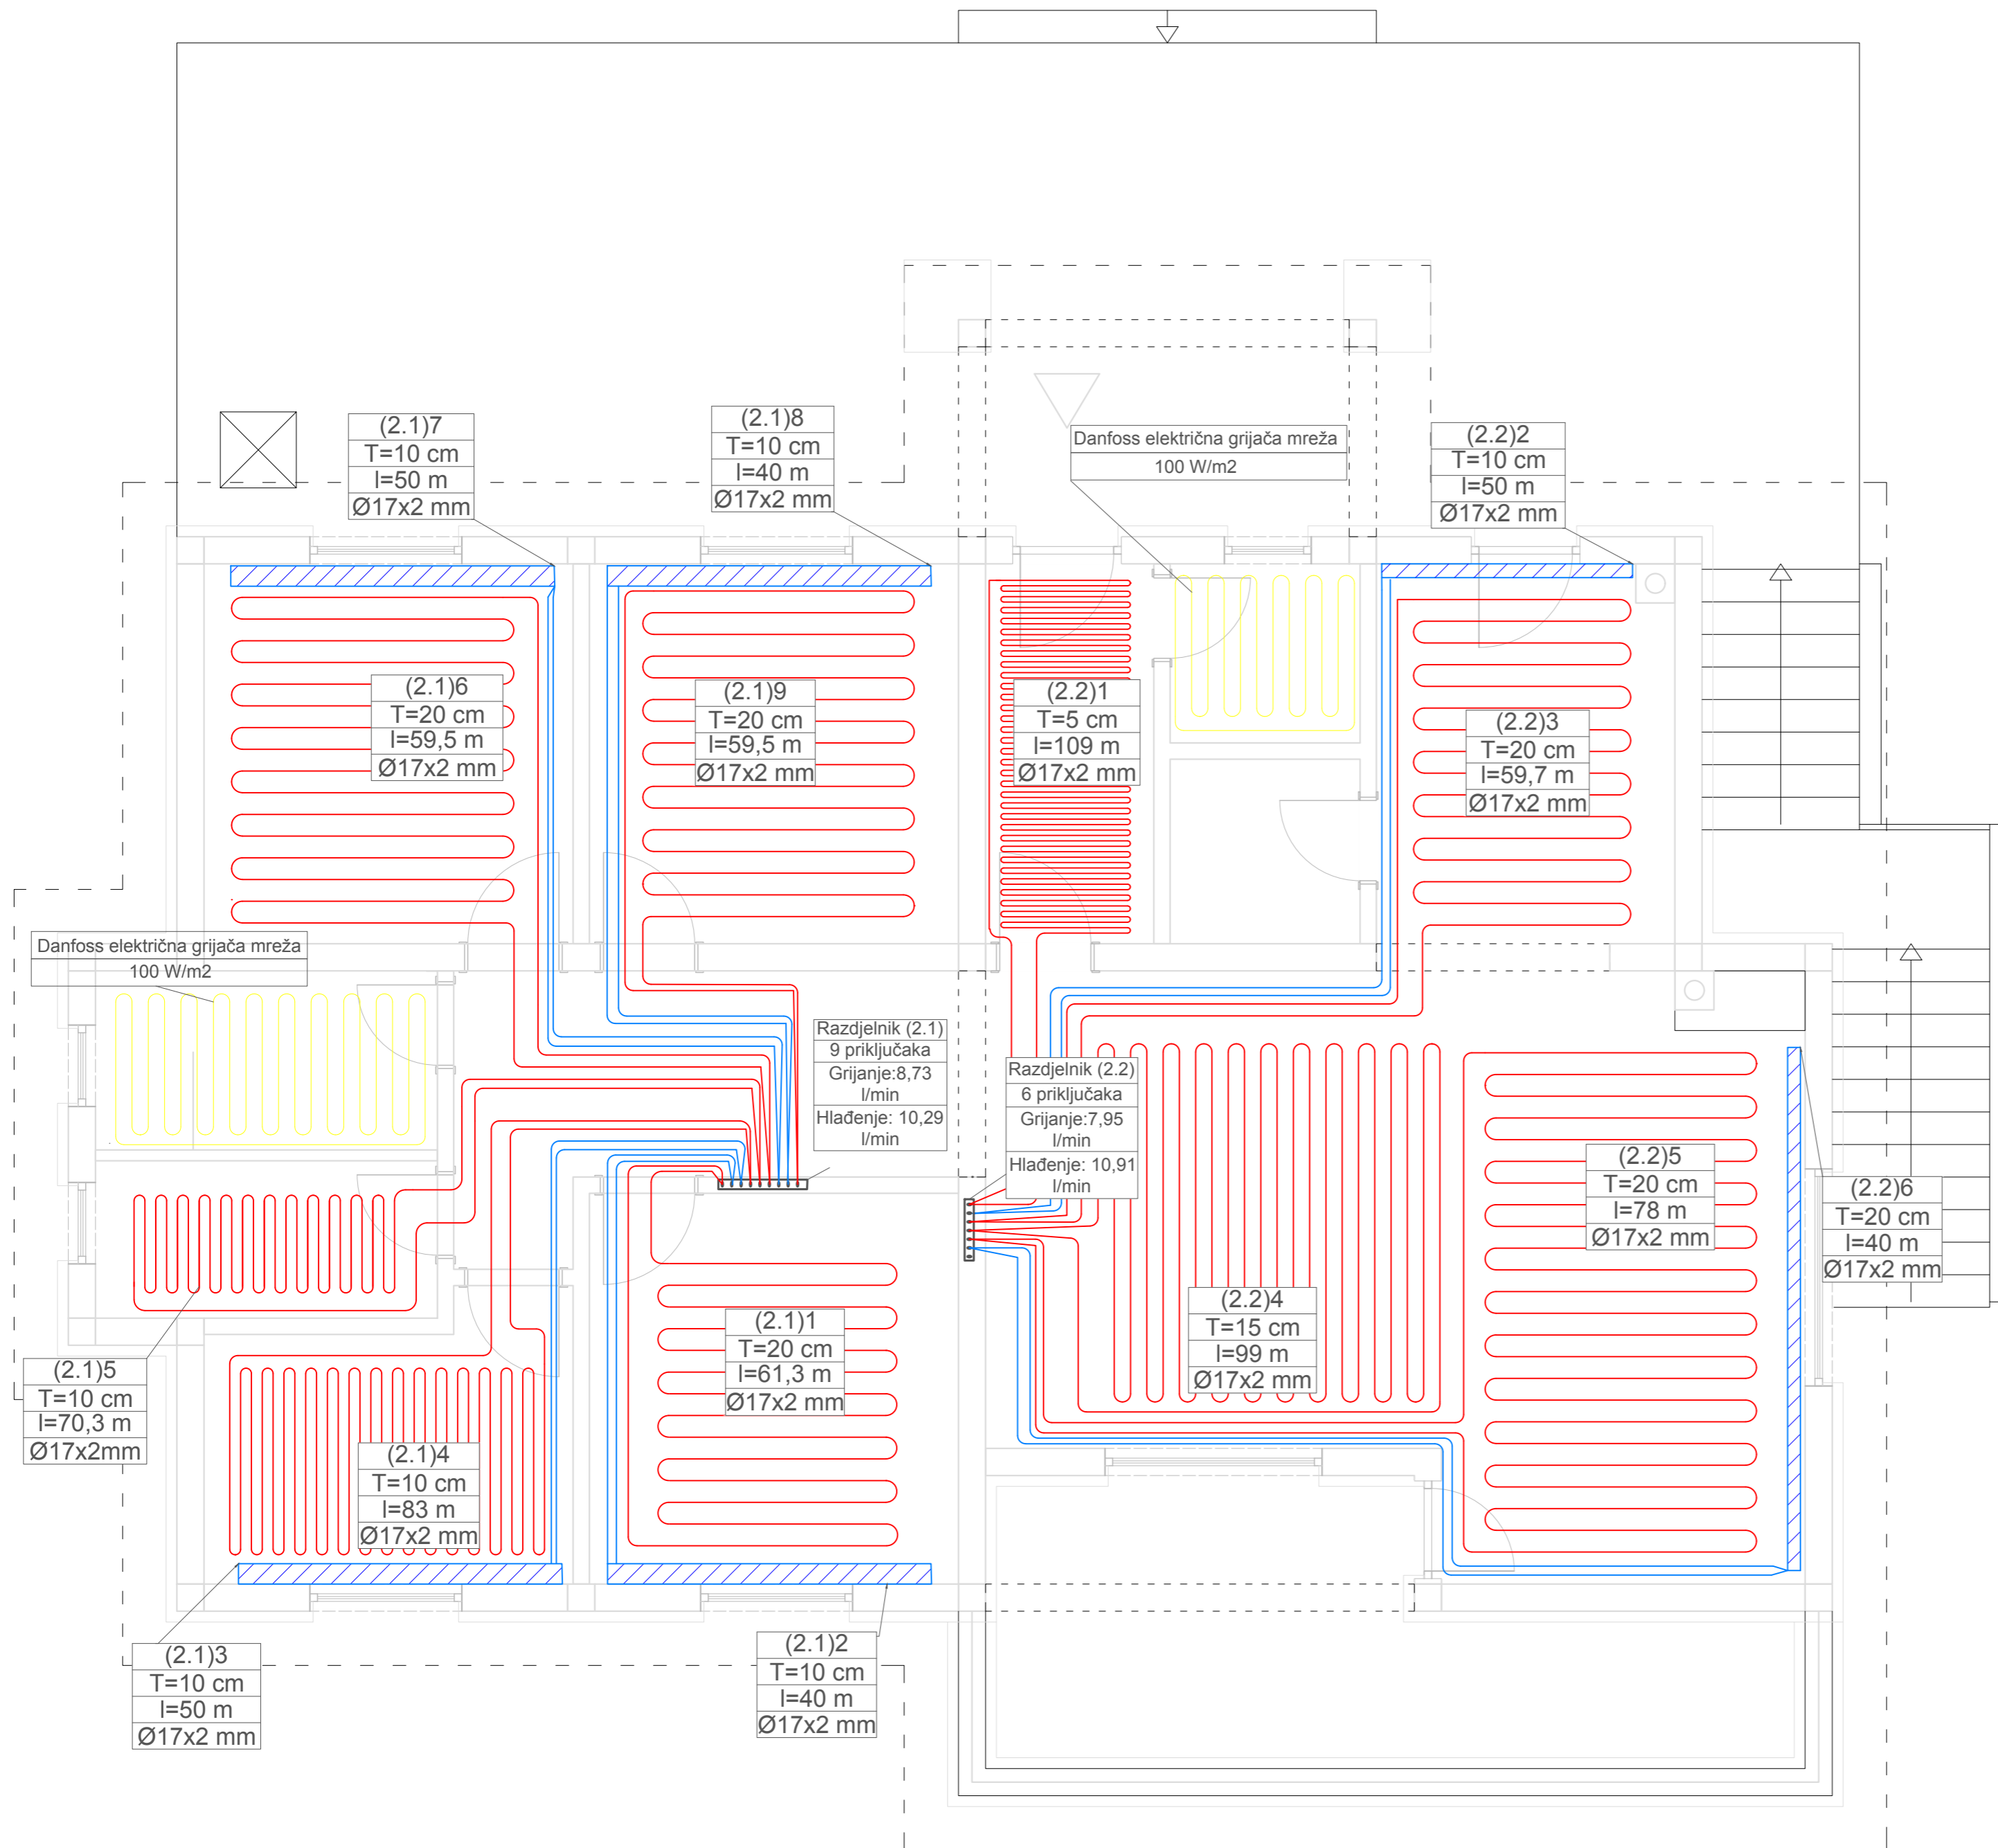 (2.1)7
T=10 cm
l=50 m
Ø17x2 mm
(2.1)8
T=10 cm
l=40 m
Ø17x2 mm
Danfoss električna grijača mreža
100 W/m2
(2.2)2
T=10 cm
l=50 m
Ø17x2 mm
(2.1)6
T=20 cm
l=59,5 m
Ø17x2 mm
(2.1)9
T=20 cm
l=59,5 m
Ø17x2 mm
(2.2)1
T=5 cm
l=109 m
Ø17x2 mm
(2.2)3
T=20 cm
l=59,7 m
Ø17x2 mm
Danfoss električna grijača mreža
100 W/m2
Razdjelnik (2.1)
9 priključaka
Grijanje:8,73
l/min
Hlađenje: 10,29
l/min
Razdjelnik (2.2)
6 priključaka
Grijanje:7,95
l/min
Hlađenje: 10,91
l/min
(2.2)5
T=20 cm
l=78 m
Ø17x2 mm
(2.2)6
T=20 cm
l=40 m
Ø17x2 mm
(2.2)4
T=15 cm
l=99 m
Ø17x2 mm
(2.1)1
T=20 cm
l=61,3 m
Ø17x2 mm
(2.1)5
T=10 cm
l=70,3 m
Ø17x2mm
(2.1)4
T=10 cm
l=83 m
Ø17x2 mm
(2.1)3
T=10 cm
l=50 m
Ø17x2 mm
(2.1)2
T=10 cm
l=40 m
Ø17x2 mm